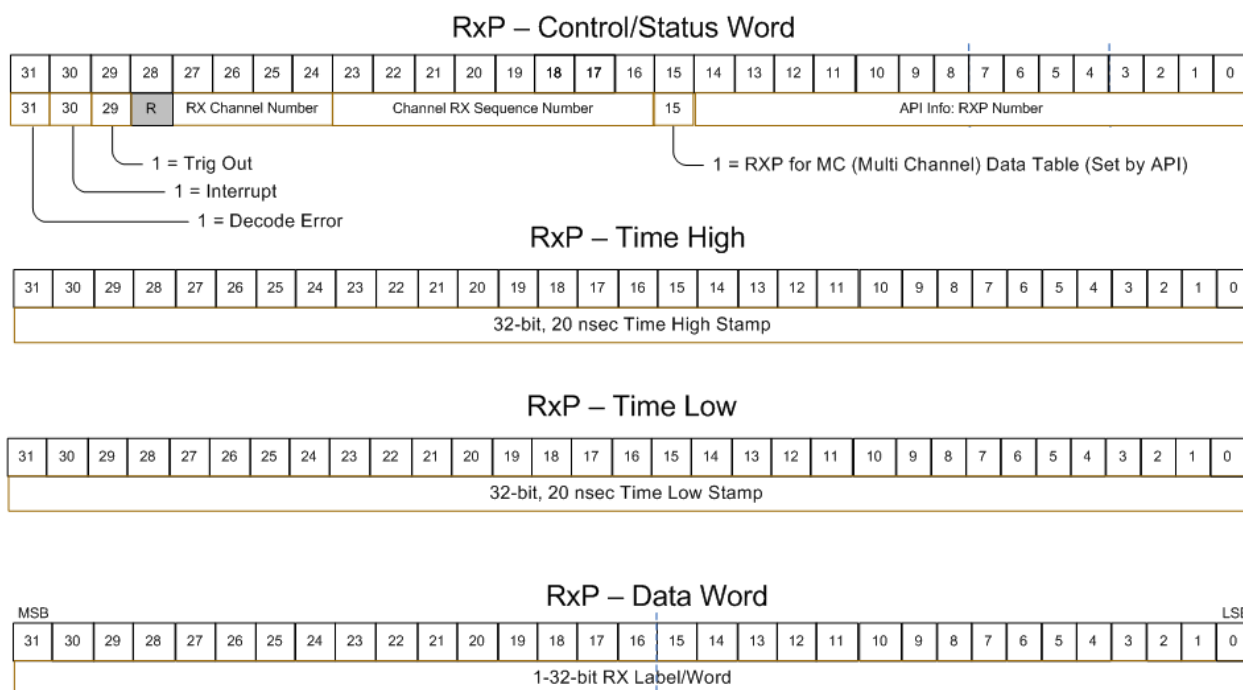 RxP – Control/Status Word
31 30 29 28 27 26 25 24 23 22 21 20 19 18 17 16 15 14 13 12 11 10 9 8 7 6 5 4 3 2 1 0
31 30 29 R RX Channel Number Channel RX Sequence Number 15 API Info: RXP Number
1 = Trig Out 1 = RXP for MC (Multi Channel) Data Table (Set by API)
1 = Interrupt
1 = Decode Error
RxP – Time High
31 30 29 28 27 26 25 24 23 22 21 20 19 18 17 16 15 14 13 12 11 10 9 8 7 6 5 4 3 2 1 0
32-bit, 20 nsec Time High Stamp
RxP – Time Low
31 30 29 28 27 26 25 24 23 22 21 20 19 18 17 16 15 14 13 12 11 10 9 8 7 6 5 4 3 2 1 0
32-bit, 20 nsec Time Low Stamp
RxP – Data Word
MSB LSB
31 30 29 28 27 26 25 24 23 22 21 20 19 18 17 16 15 14 13 12 11 10 9 8 7 6 5 4 3 2 1 0
1-32-bit RX Label/Word